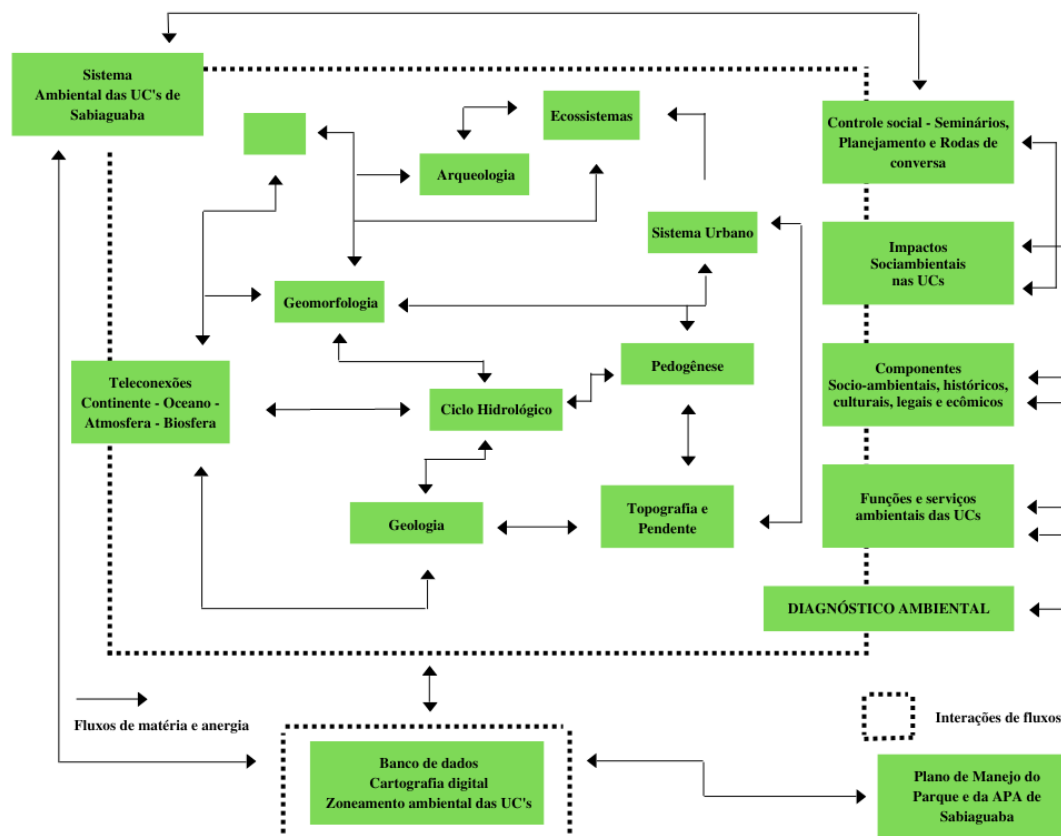 Sistema
Ambiental das UC's de
Sabiaguaba
Ecossistemas
Arqueologia
Controle social - Seminários,
Planejamento e Rodas de
conversa
Sistema Urbano
Impactos
Sociambientais
nas UCs
Geomorfologia
Pedogênese
Teleconexões
Continente - Oceano -
Atmosfera - Biosfera
Componentes
Socio-ambientais, históricos,
culturais, legais e ecômicos
Ciclo Hidrológico
Geologia
Topografia e
Pendente
Funções e serviços
ambientais das UCs
DIAGNÓSTICO AMBIENTAL
Fluxos de matéria e anergia
Interações de fluxos
Banco de dados
Cartografia digital
Zoneamento ambiental das UC's
Plano de Manejo do
Parque e da APA de
Sabiaguaba